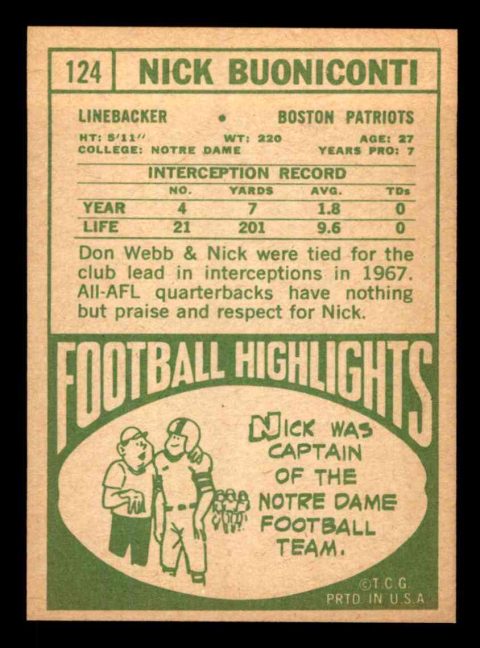 124 NICK BUONICONTI
LINEBACKER • BOSTON PATRIOTS
HT: 5'11" WT: 220 AGE: 27
COLLEGE: NOTRE DAME YEARS PRO: 7
INTERCEPTION RECORD
NO. YARDS AVG. TDs
YEAR 4 7 1.8 0
LIFE 21 201 9.6 0
Don Webb & Nick were tied for the
club lead in interceptions in 1967.
All-AFL quarterbacks have nothing
but praise and respect for Nick.
FOOTBALL HIGHLIGHTS
NICK WAS
CAPTAIN
OF THE
NOTRE DAME
FOOTBALL
TEAM.
©T.C.G.
PRTD IN U.S.A